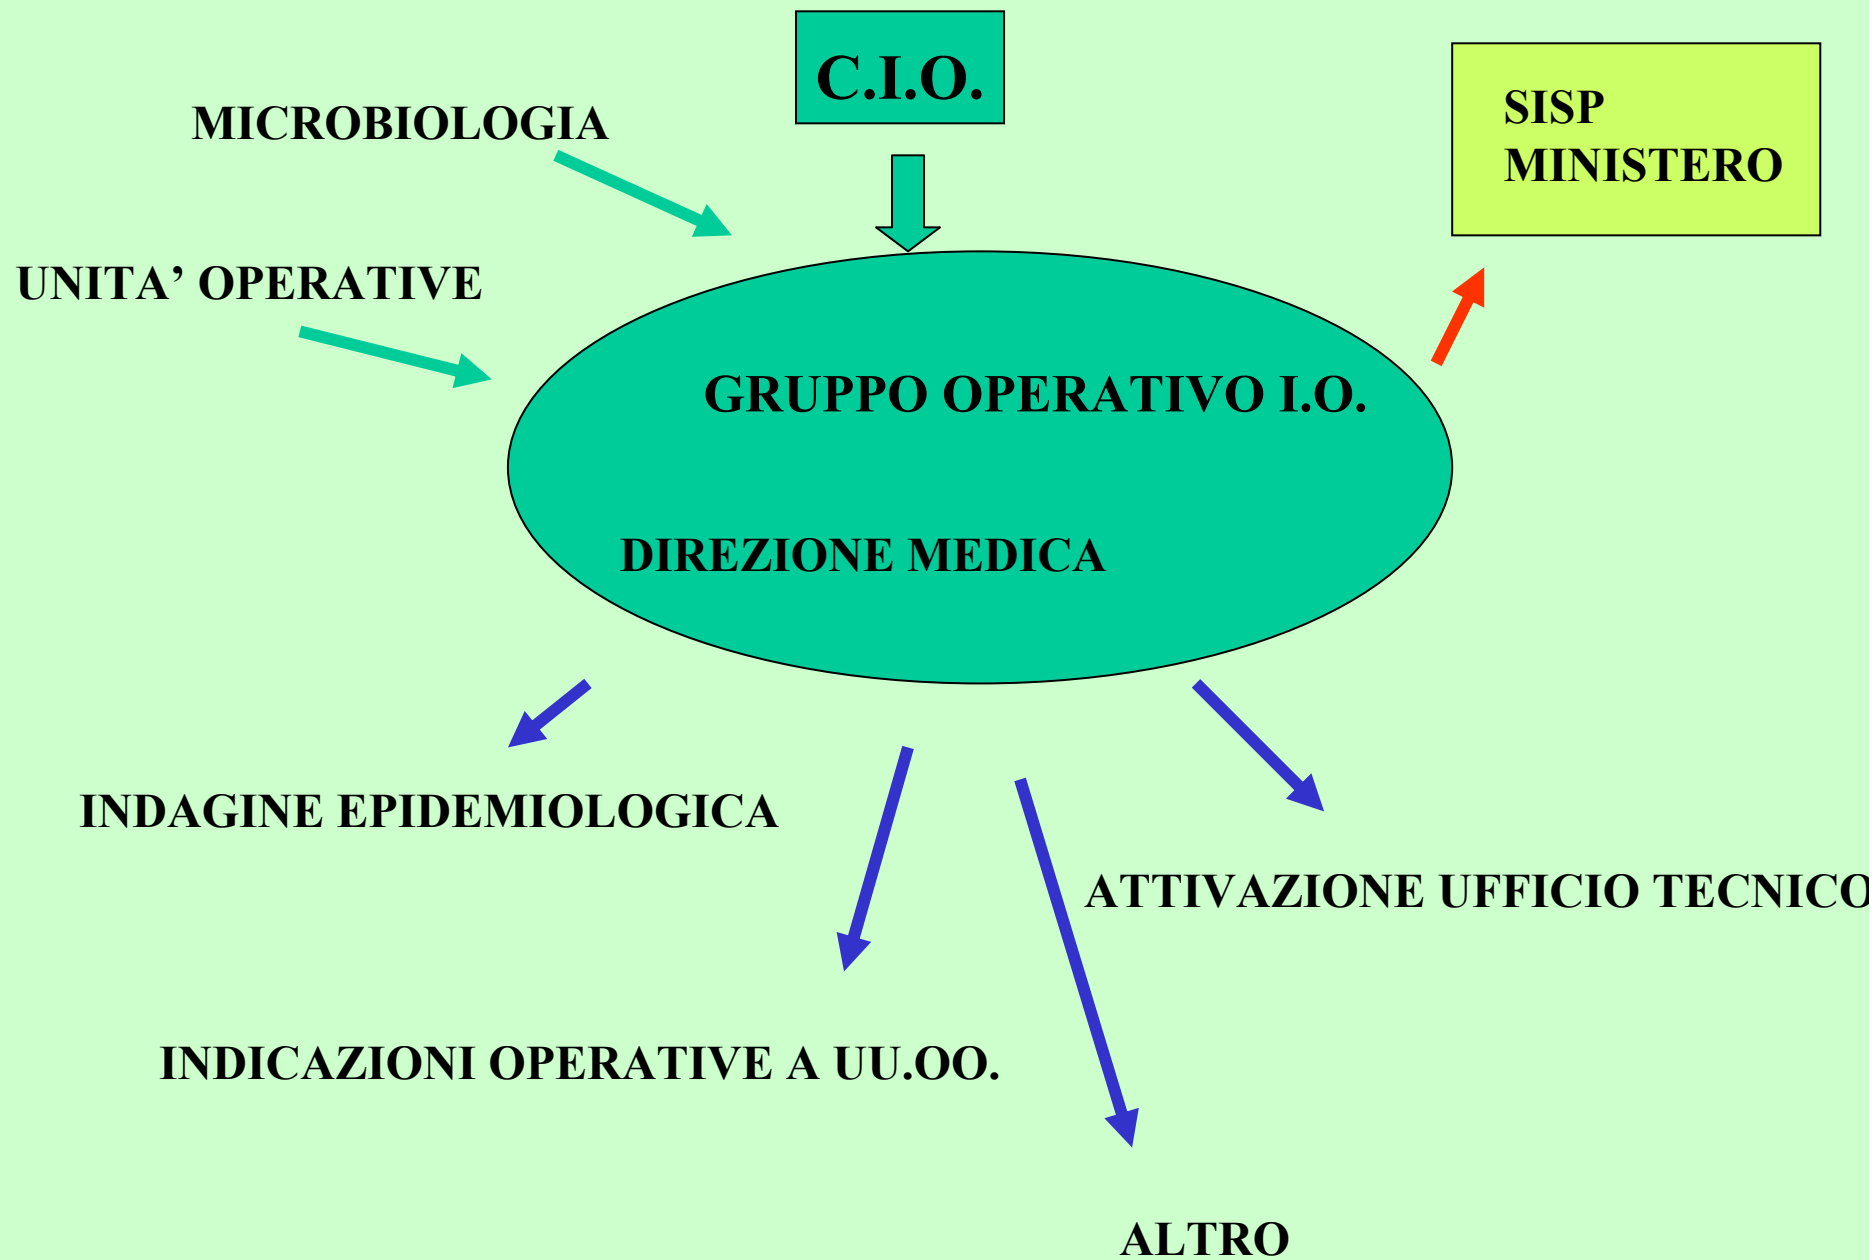 C.I.O.
MICROBIOLOGIA
SISP
MINISTERO
UNITA’ OPERATIVE
GRUPPO OPERATIVO I.O.
DIREZIONE MEDICA
INDAGINE EPIDEMIOLOGICA
ATTIVAZIONE UFFICIO TECNICO
INDICAZIONI OPERATIVE A UU.OO.
ALTRO